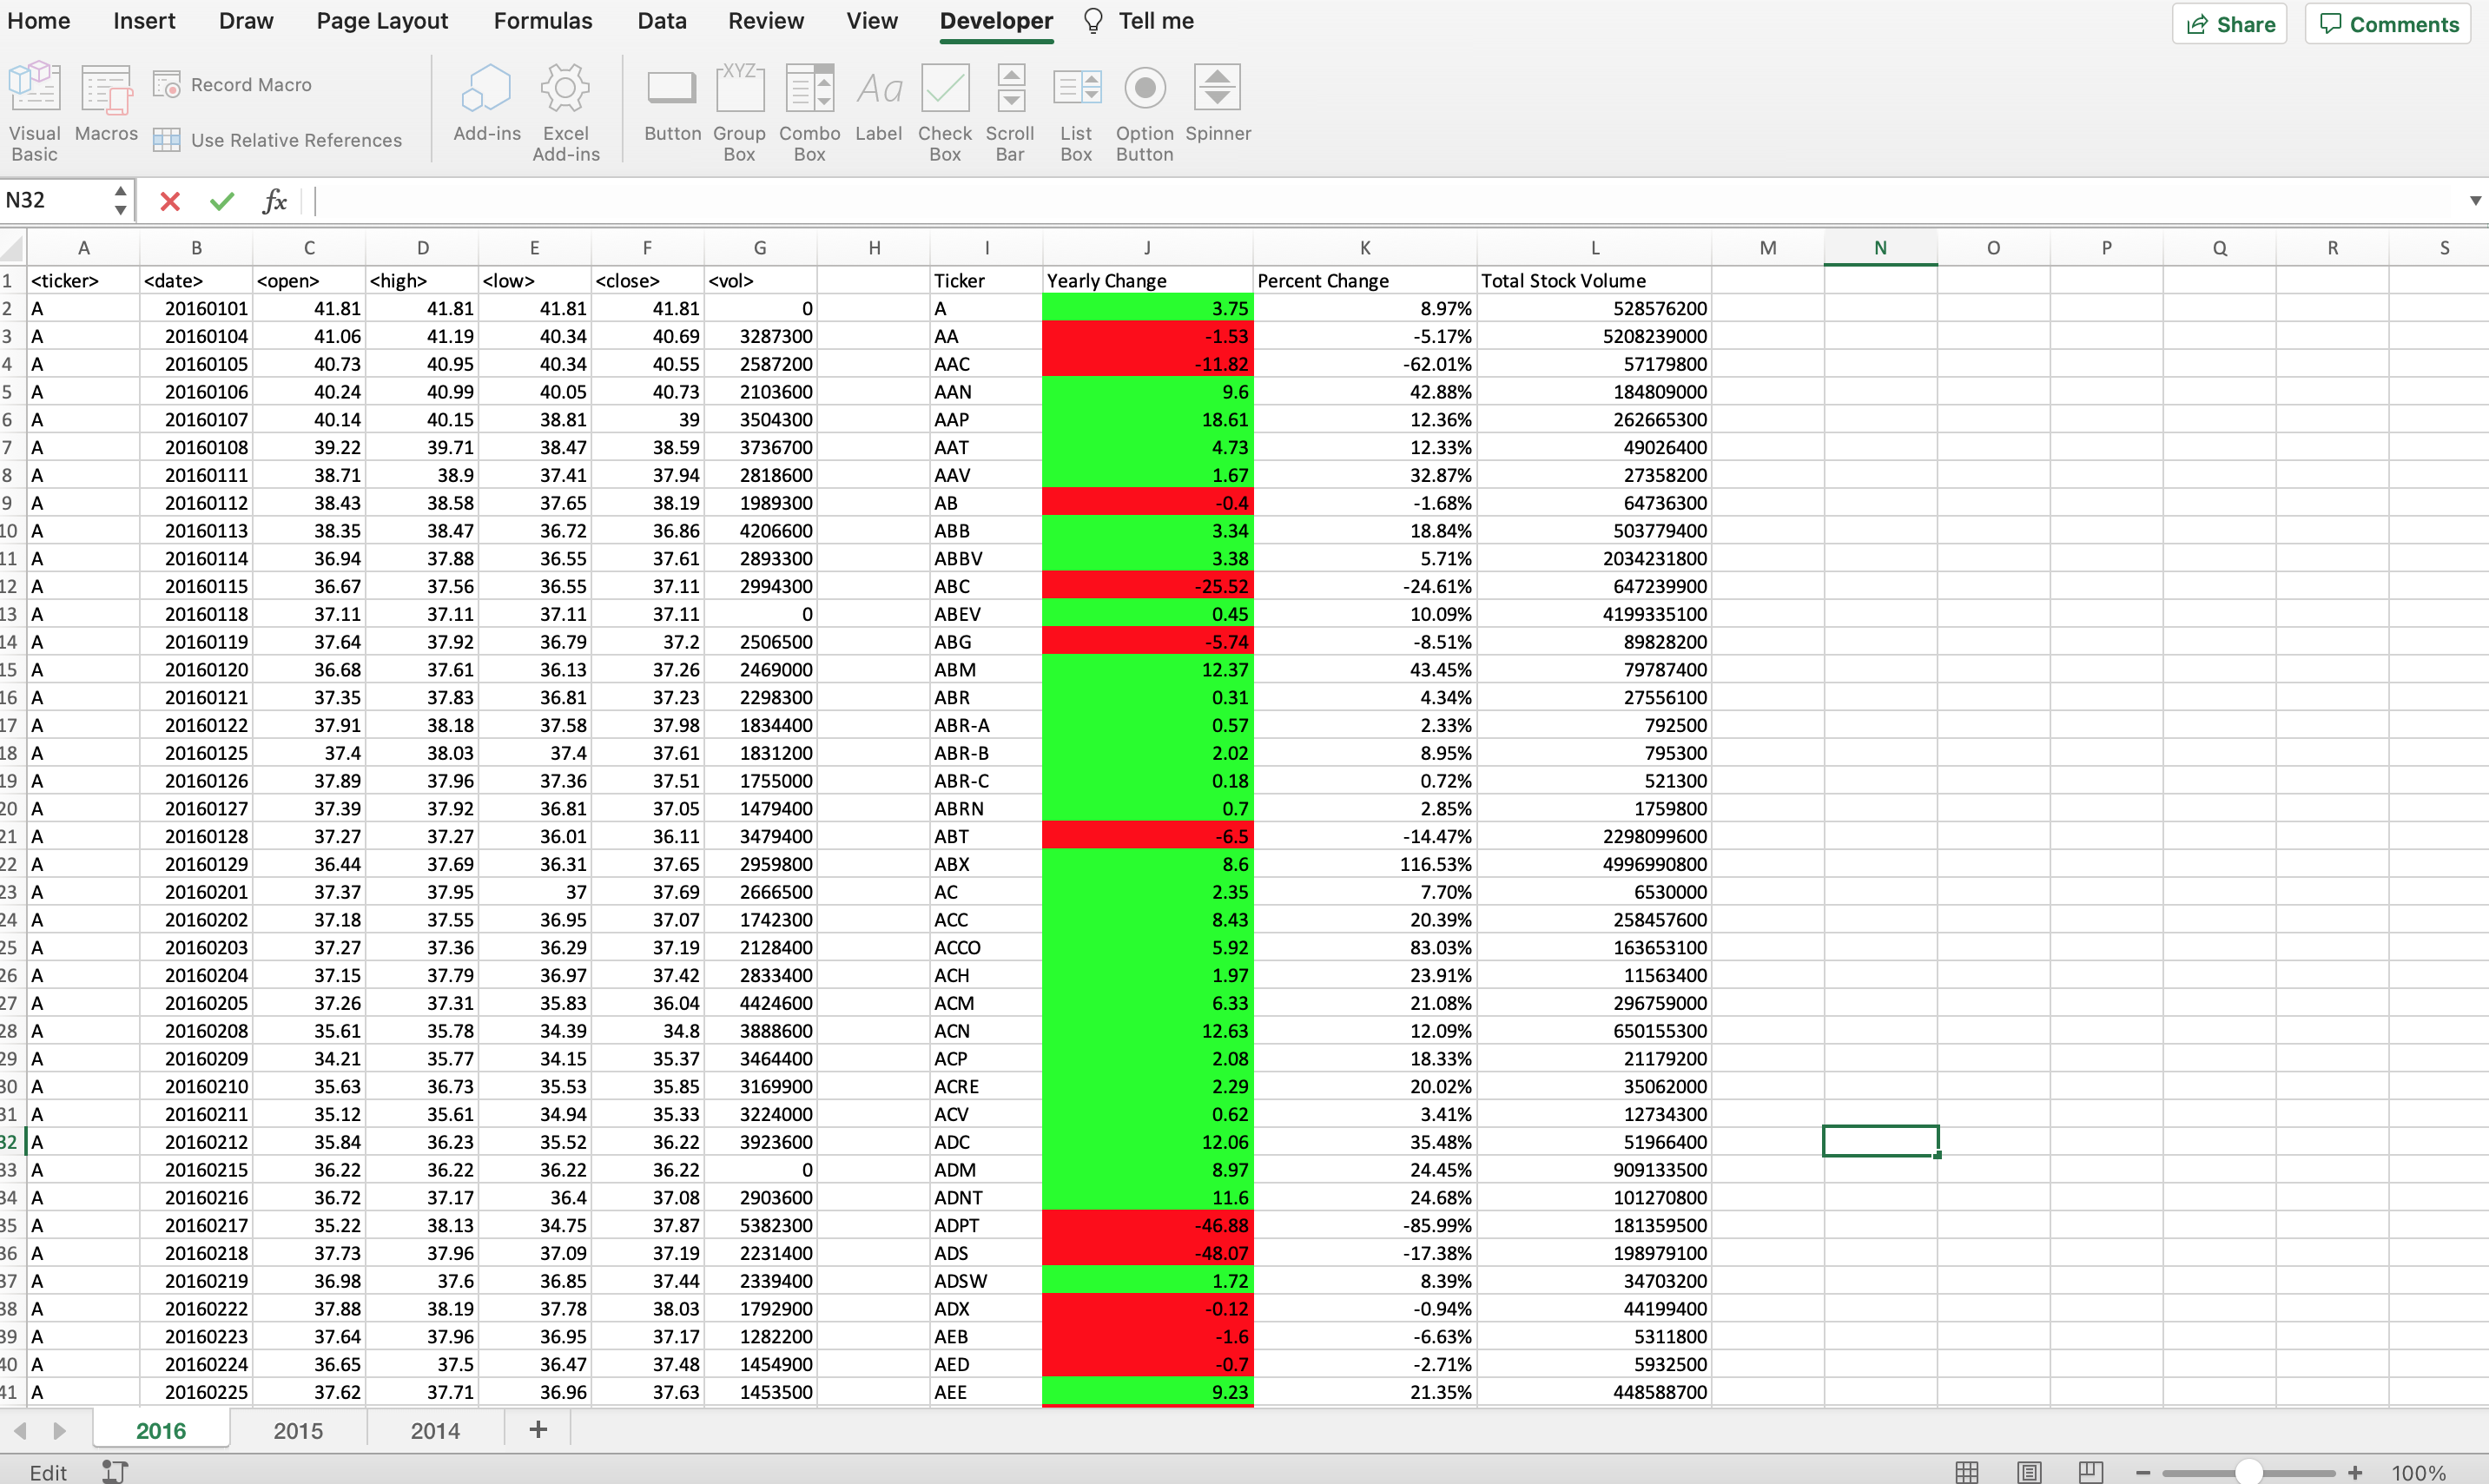 Home Insert Draw Page Layout Formulas Data Review View Developer Tell me Share Comments
Visual Basic Macros Record Macro Use Relative References Add-ins Excel Add-ins Button Group Box Combo Box Label Check Box Scroll Bar List Box Option Button Spinner
N32 fx
A B C D E F G H I J K L M N O P Q R S
1 <ticker> <date> <open> <high> <low> <close> <vol> Ticker Yearly Change Percent Change Total Stock Volume
2 A 20160101 41.81 41.81 41.81 41.81 0 A 3.75 8.97% 528576200
3 A 20160104 41.06 41.19 40.34 40.69 3287300 AA -1.53 -5.17% 5208239000
4 A 20160105 40.73 40.95 40.34 40.55 2587200 AAC -11.82 -62.01% 57179800
5 A 20160106 40.24 40.99 40.05 40.73 2103600 AAN 9.6 42.88% 184809000
6 A 20160107 40.14 40.15 38.81 39 3504300 AAP 18.61 12.36% 262665300
7 A 20160108 39.22 39.71 38.47 38.59 3736700 AAT 4.73 12.33% 49026400
8 A 20160111 38.71 38.9 37.41 37.94 2818600 AAV 1.67 32.87% 27358200
9 A 20160112 38.43 38.58 37.65 38.19 1989300 AB -0.4 -1.68% 64736300
10 A 20160113 38.35 38.47 36.72 36.86 4206600 ABB 3.34 18.84% 503779400
11 A 20160114 36.94 37.88 36.55 37.61 2893300 ABBV 3.38 5.71% 2034231800
12 A 20160115 36.67 37.56 36.55 37.11 2994300 ABC -25.52 -24.61% 647239900
13 A 20160118 37.11 37.11 37.11 37.11 0 ABEV 0.45 10.09% 4199335100
14 A 20160119 37.64 37.92 36.79 37.2 2506500 ABG -5.74 -8.51% 89828200
15 A 20160120 36.68 37.61 36.13 37.26 2469000 ABM 12.37 43.45% 79787400
16 A 20160121 37.35 37.83 36.81 37.23 2298300 ABR 0.31 4.34% 27556100
17 A 20160122 37.91 38.18 37.58 37.98 1834400 ABR-A 0.57 2.33% 792500
18 A 20160125 37.4 38.03 37.4 37.61 1831200 ABR-B 2.02 8.95% 795300
19 A 20160126 37.89 37.96 37.36 37.51 1755000 ABR-C 0.18 0.72% 521300
20 A 20160127 37.39 37.92 36.81 37.05 1479400 ABRN 0.7 2.85% 1759800
21 A 20160128 37.27 37.27 36.01 36.11 3479400 ABT -6.5 -14.47% 2298099600
22 A 20160129 36.44 37.69 36.31 37.65 2959800 ABX 8.6 116.53% 4996990800
23 A 20160201 37.37 37.95 37 37.69 2666500 AC 2.35 7.70% 6530000
24 A 20160202 37.18 37.55 36.95 37.07 1742300 ACC 8.43 20.39% 258457600
25 A 20160203 37.27 37.36 36.29 37.19 2128400 ACCO 5.92 83.03% 163653100
26 A 20160204 37.15 37.79 36.97 37.42 2833400 ACH 1.97 23.91% 11563400
27 A 20160205 37.26 37.31 35.83 36.04 4424600 ACM 6.33 21.08% 296759000
28 A 20160208 35.61 35.78 34.39 34.8 3888600 ACN 12.63 12.09% 650155300
29 A 20160209 34.21 35.77 34.15 35.37 3464400 ACP 2.08 18.33% 21179200
30 A 20160210 35.63 36.73 35.53 35.85 3169900 ACRE 2.29 20.02% 35062000
31 A 20160211 35.12 35.61 34.94 35.33 3224000 ACV 0.62 3.41% 12734300
32 A 20160212 35.84 36.23 35.52 36.22 3923600 ADC 12.06 35.48% 51966400
33 A 20160215 36.22 36.22 36.22 36.22 0 ADM 8.97 24.45% 909133500
34 A 20160216 36.72 37.17 36.4 37.08 2903600 ADNT 11.6 24.68% 101270800
35 A 20160217 35.22 38.13 34.75 37.87 5382300 ADPT -46.88 -85.99% 181359500
36 A 20160218 37.73 37.96 37.09 37.19 2231400 ADS -48.07 -17.38% 198979100
37 A 20160219 36.98 37.6 36.85 37.44 2339400 ADSW 1.72 8.39% 34703200
38 A 20160222 37.88 38.19 37.78 38.03 1792900 ADX -0.12 -0.94% 44199400
39 A 20160223 37.64 37.96 36.95 37.17 1282200 AEB -1.6 -6.63% 5311800
40 A 20160224 36.65 37.5 36.47 37.48 1454900 AED -0.7 -2.71% 5932500
41 A 20160225 37.62 37.71 36.96 37.63 1453500 AEE 9.23 21.35% 448588700
2016 2015 2014 +
Edit 100%